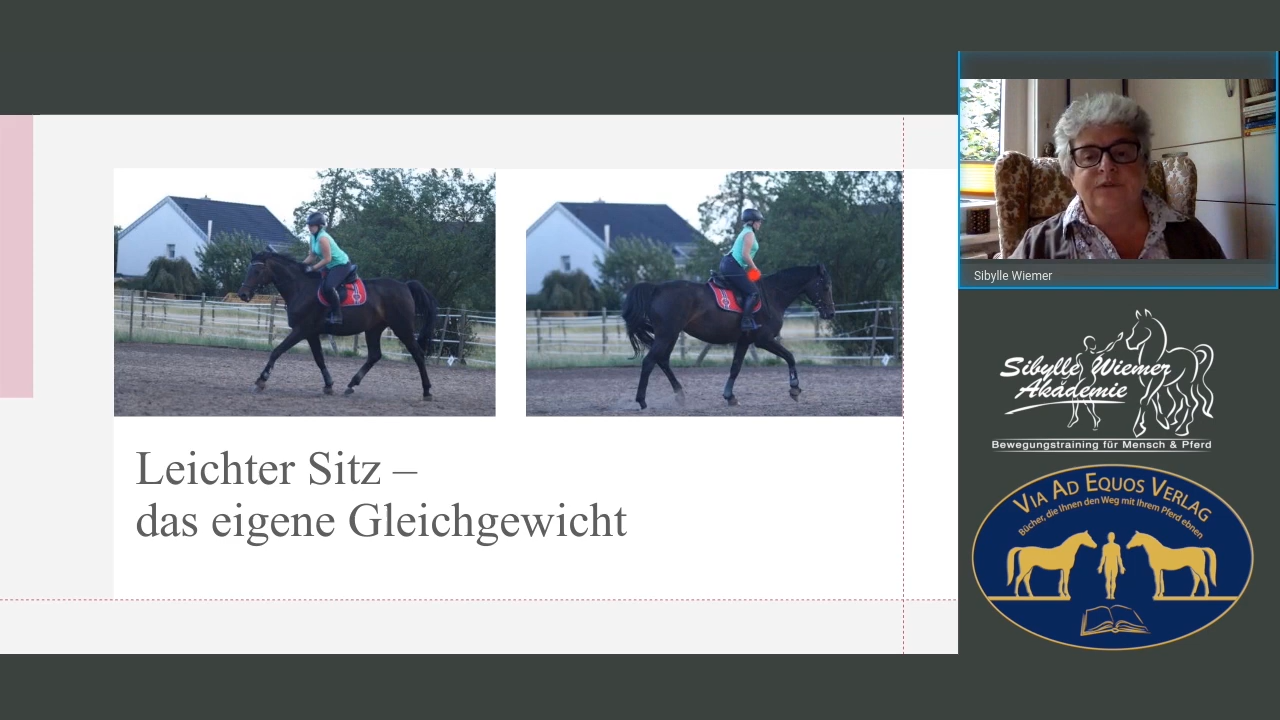 Leichter Sitz –
das eigene Gleichgewicht
Sibylle Wiemer
Sibylle Wiemer
Akademie
Bewegungstraining für Mensch & Pferd
VIA AD EQUOS VERLAG
Bücher, die Ihnen den Weg mit Ihrem Pferd ebnen